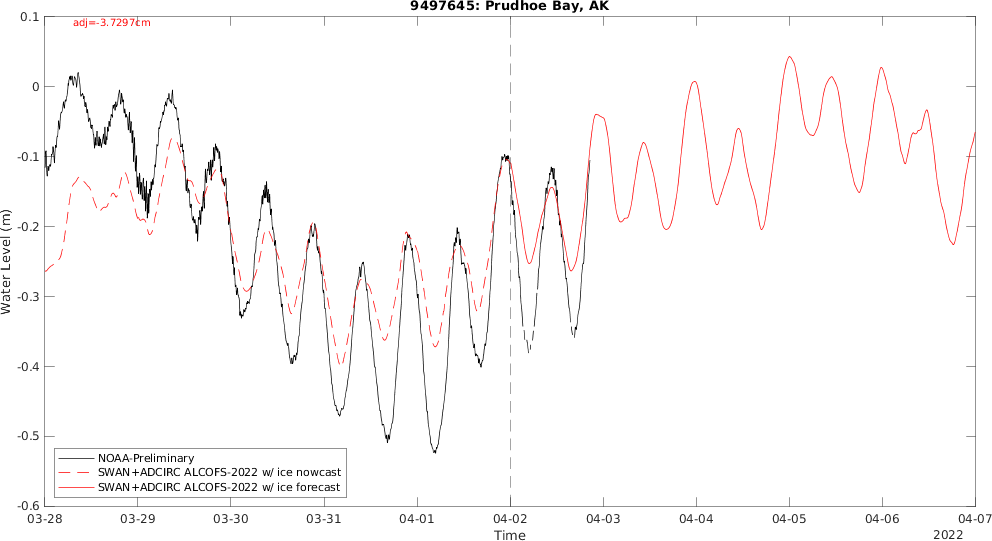 9497645: Prudhoe Bay, AK
adj=-3.7297cm
0.1
0
-0.1
-0.2
-0.3
-0.4
-0.5
-0.6
Water Level (m)
NOAA-Preliminary
SWAN+ADCIRC ALCOFS-2022 w/ ice nowcast
SWAN+ADCIRC ALCOFS-2022 w/ ice forecast
03-28 03-29 03-30 03-31 04-01 04-02 04-03 04-04 04-05 04-06 04-07
Time
2022